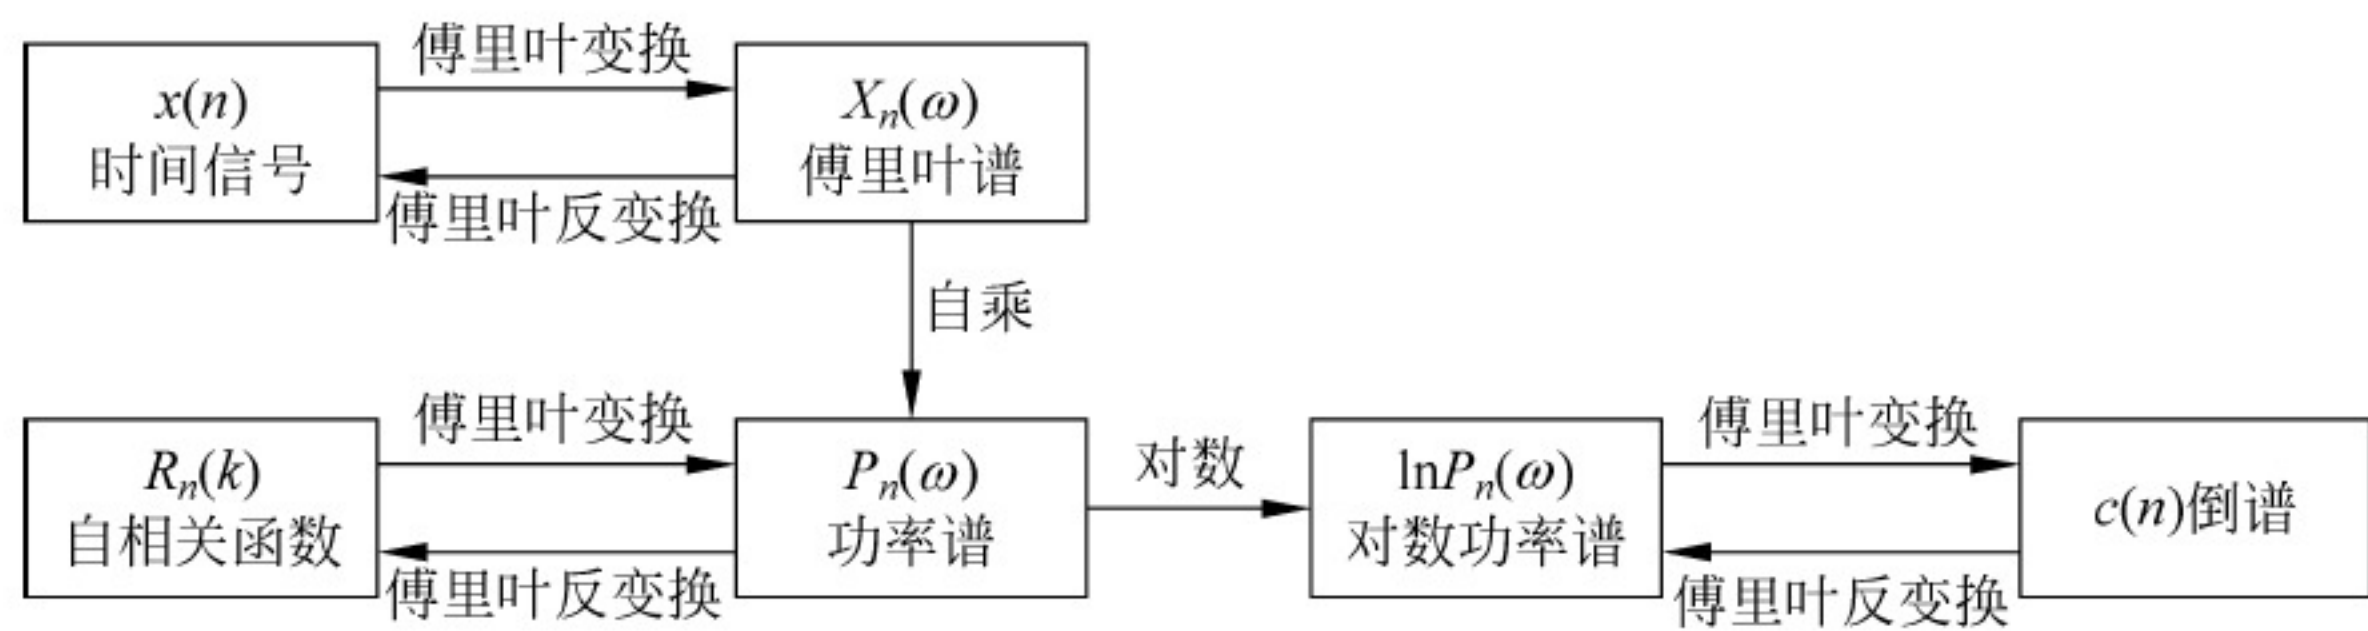 傅里叶变换
x(n)
时间信号
Xₙ(ω)
傅里叶谱
傅里叶反变换
自乘
傅里叶变换
Rₙ(k)
自相关函数
Pₙ(ω)
功率谱
傅里叶反变换
对数
lnPₙ(ω)
对数功率谱
傅里叶变换
c(n)倒谱
傅里叶反变换